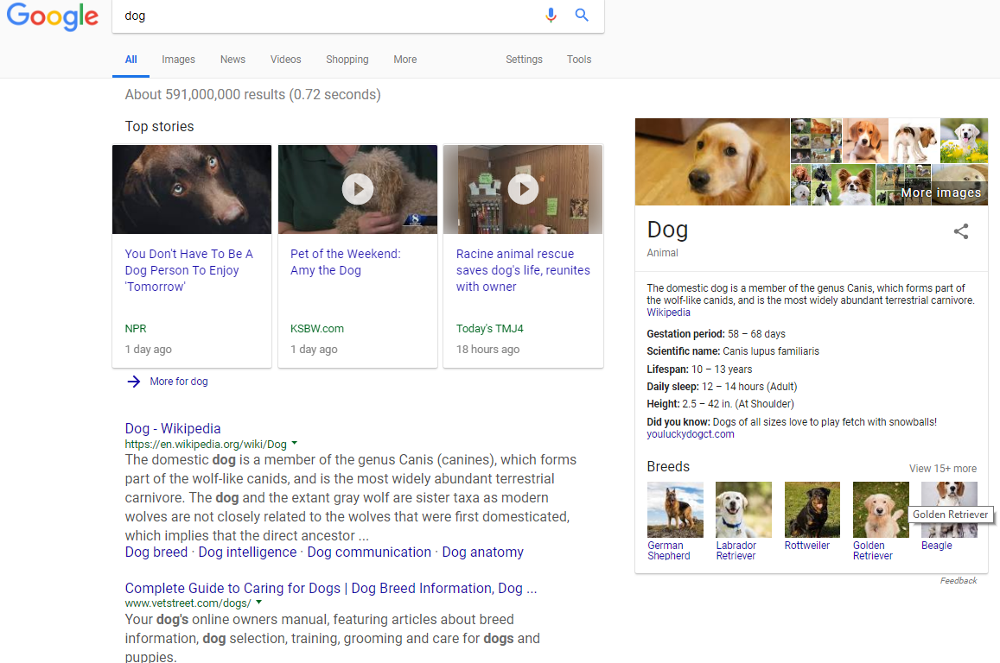 Google
dog
All Images News Videos Shopping More Settings Tools
About 591,000,000 results (0.72 seconds)
Top stories
You Don't Have To Be A
Dog Person To Enjoy
'Tomorrow'
NPR
1 day ago
8
Pet of the Weekend:
Amy the Dog
KSBW.com
1 day ago
Racine animal rescue
saves dog's life, reunites
with owner
Today's TMJ4
18 hours ago
More for dog
Dog - Wikipedia
https://en.wikipedia.org/wiki/Dog
The domestic dog is a member of the genus Canis (canines), which forms
part of the wolf-like canids, and is the most widely abundant terrestrial
carnivore. The dog and the extant gray wolf are sister taxa as modern
wolves are not closely related to the wolves that were first domesticated,
which implies that the direct ancestor ...
Dog breed · Dog intelligence · Dog communication · Dog anatomy
Complete Guide to Caring for Dogs | Dog Breed Information, Dog ...
www.vetstreet.com/dogs/
Your dog's online owners manual, featuring articles about breed
information, dog selection, training, grooming and care for dogs and
puppies.
More images
Dog
Animal
The domestic dog is a member of the genus Canis, which forms part of
the wolf-like canids, and is the most widely abundant terrestrial carnivore.
Wikipedia
Gestation period: 58 – 68 days
Scientific name: Canis lupus familiaris
Lifespan: 10 – 13 years
Daily sleep: 12 – 14 hours (Adult)
Height: 2.5 – 42 in. (At Shoulder)
Did you know: Dogs of all sizes love to play fetch with snowballs!
youluckydogct.com
Breeds
View 15+ more
German
Shepherd
Labrador
Retriever
Rottweiler
Golden
Retriever
Beagle
Golden Retriever
Feedback